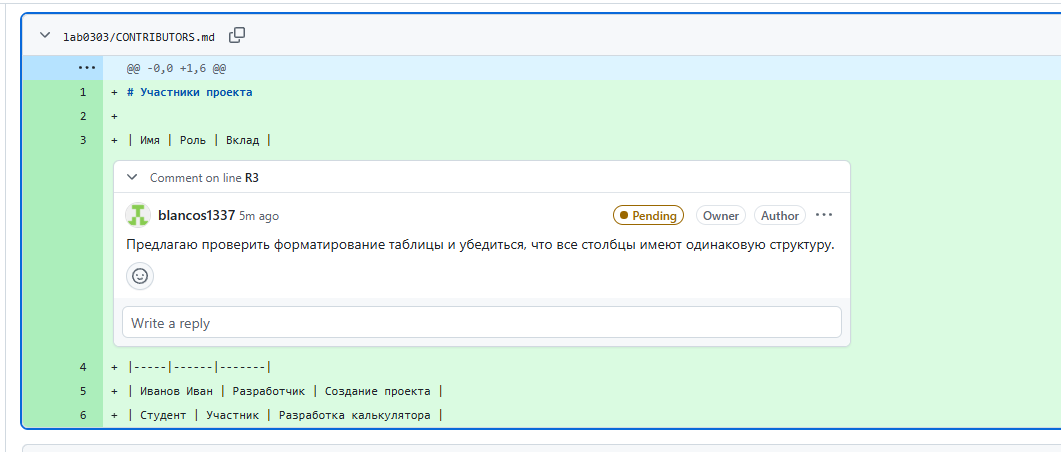 lab0303/CONTRIBUTORS.md
... @@ -0,0 +1,6 @@
1 + # Участники проекта
2 +
3 + | Имя | Роль | Вклад |
Comment on line R3
blancos1337 5m ago Pending Owner Author ...
Предлагаю проверить форматирование таблицы и убедиться, что все столбцы имеют одинаковую структуру.
Write a reply
4 + |-----|------|-------|
5 + | Иванов Иван | Разработчик | Создание проекта |
6 + | Студент | Участник | Разработка калькулятора |